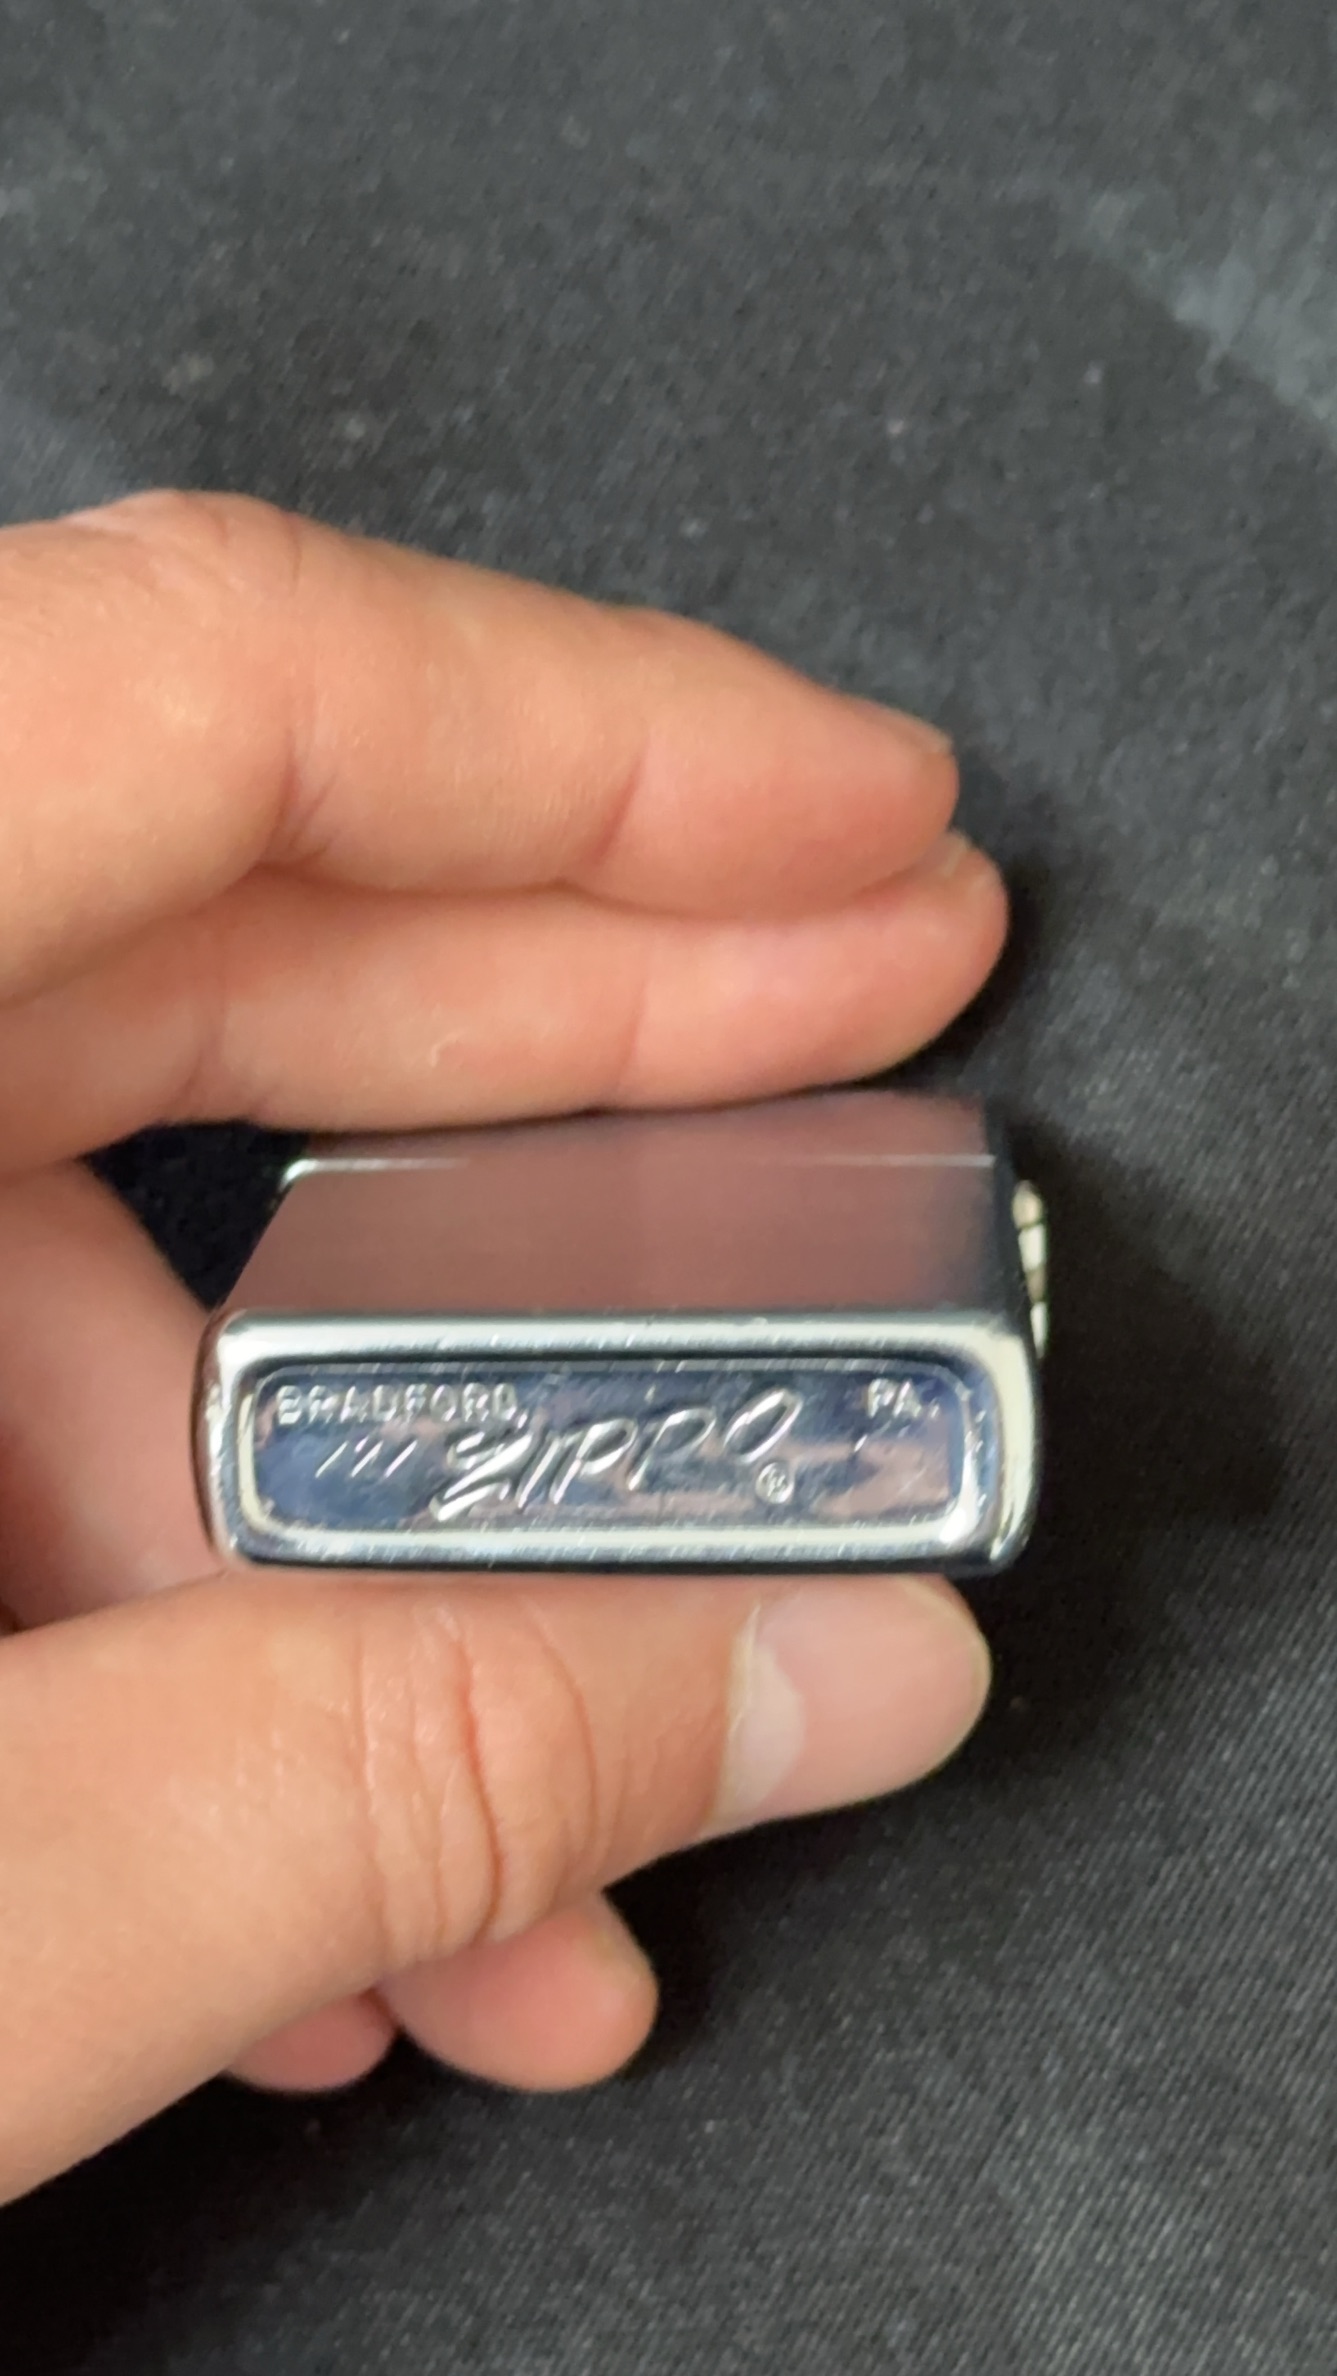 BRADFORD, PA.
/// ZIPPO ®